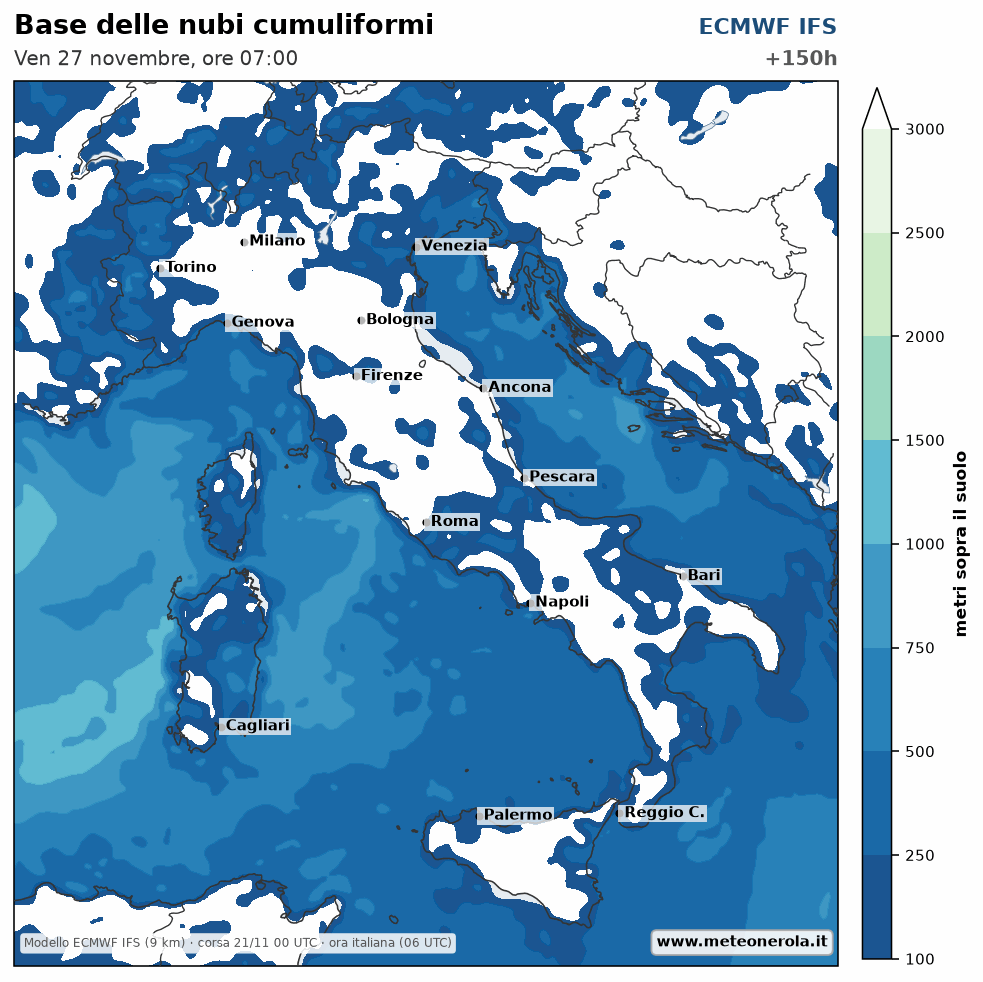 Base delle nubi cumuliformi
ECMWF IFS
Ven 27 novembre, ore 07:00
+150h
Milano
Venezia
Torino
Genova
Bologna
Firenze
Ancona
Pescara
Roma
Bari
Napoli
Cagliari
Palermo
Reggio C.
3000
2500
2000
1500
1000
750
500
250
100
metri sopra il suolo
Modello ECMWF IFS (9 km) · corsa 21/11 00 UTC · ora italiana (06 UTC)
www.meteonerola.it